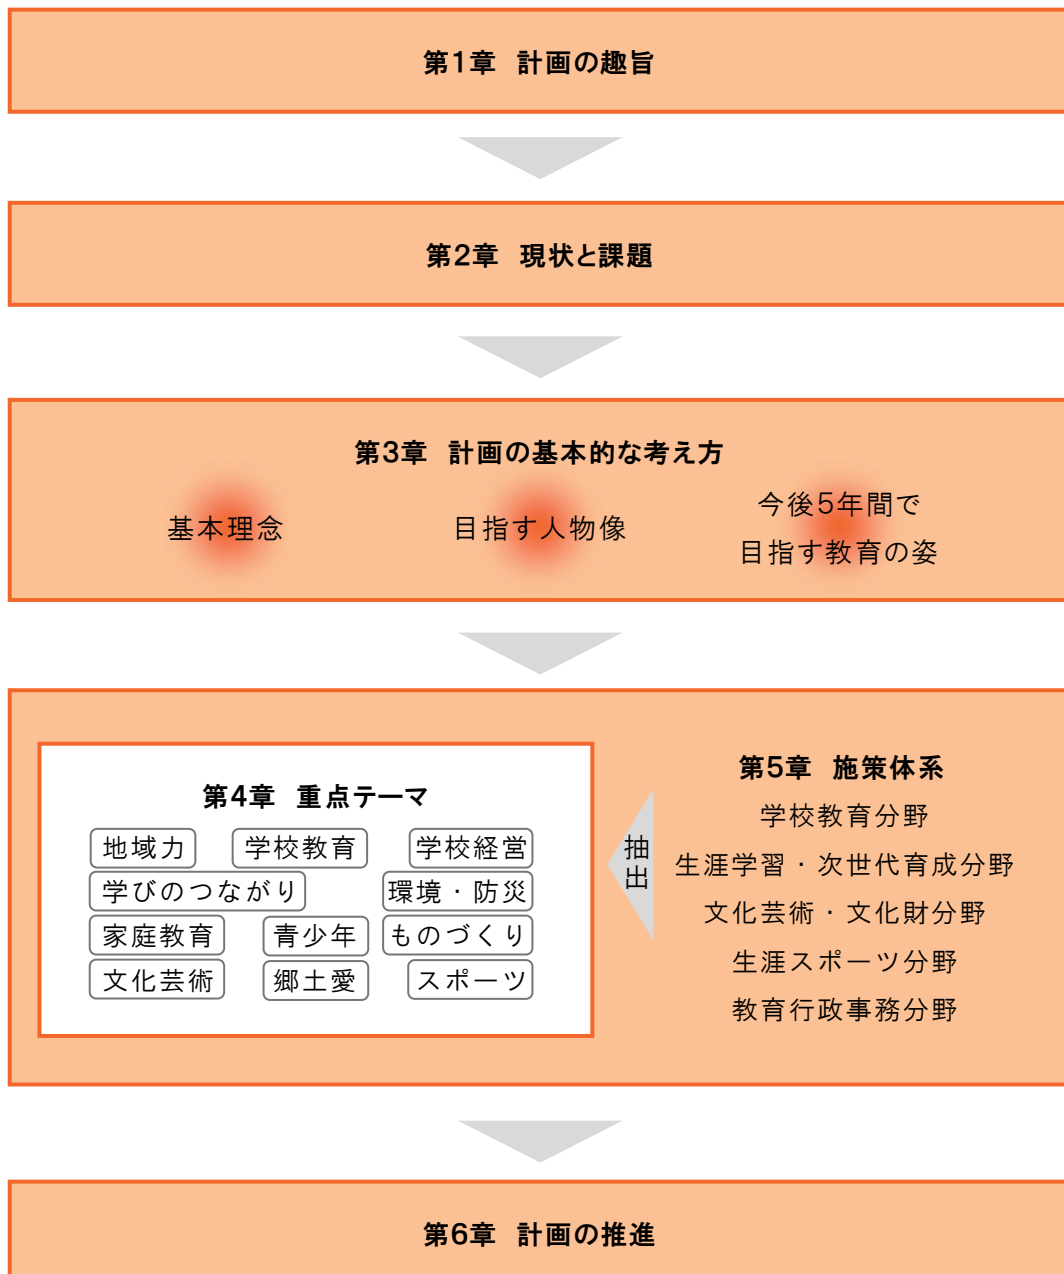 第1章 計画の趣旨
第2章 現状と課題
第3章 計画の基本的な考え方
基本理念
目指す人物像
今後5年間で
目指す教育の姿
第4章 重点テーマ
地域力 学校教育 学校経営
学びのつながり 環境・防災
家庭教育 青少年 ものづくり
文化芸術 郷土愛 スポーツ
抽出
第5章 施策体系
学校教育分野
生涯学習・次世代育成分野
文化芸術・文化財分野
生涯スポーツ分野
教育行政事務分野
第6章 計画の推進